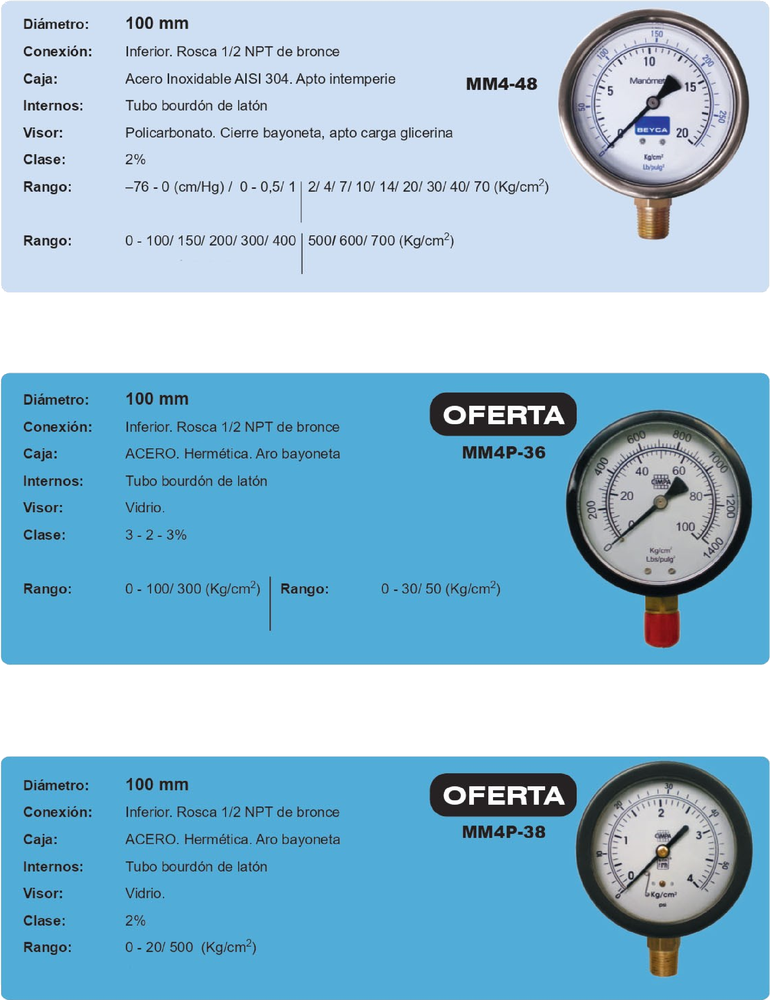 Diámetro: 100 mm
Conexión: Inferior. Rosca 1/2 NPT de bronce
Caja: Acero Inoxidable AISI 304. Apto intemperie
MM4-48
Internos: Tubo bourdón de latón
Visor: Policarbonato. Cierre bayoneta, apto carga glicerina
Clase: 2%
Rango: –76 - 0 (cm/Hg) / 0 - 0,5/ 1 | 2/ 4/ 7/ 10/ 14/ 20/ 30/ 40/ 70 (Kg/cm²)
Rango: 0 - 100/ 150/ 200/ 300/ 400 | 500/ 600/ 700 (Kg/cm²)
0 50 100 150 200 250
0 5 10 15 20
Manómet
BEYCA
Kg/cm²
Lb/pulg²
Diámetro: 100 mm
Conexión: Inferior. Rosca 1/2 NPT de bronce
Caja: ACERO. Hermética. Aro bayoneta
Internos: Tubo bourdón de latón
Visor: Vidrio.
Clase: 3 - 2 - 3%
Rango: 0 - 100/ 300 (Kg/cm²) | Rango: 0 - 30/ 50 (Kg/cm²)
OFERTA
MM4P-36
0 200 400 600 800 1000 1200 1400
0 20 40 60 80 100
CIMPA
Kg/cm²
Lbs/pulg²
Diámetro: 100 mm
Conexión: Inferior. Rosca 1/2 NPT de bronce
Caja: ACERO. Hermética. Aro bayoneta
Internos: Tubo bourdón de latón
Visor: Vidrio.
Clase: 2%
Rango: 0 - 20/ 500 (Kg/cm²)
OFERTA
MM4P-38
0 10 20 30 40 50
0 1 2 3 4
CIMPA
Kg/cm²
psi